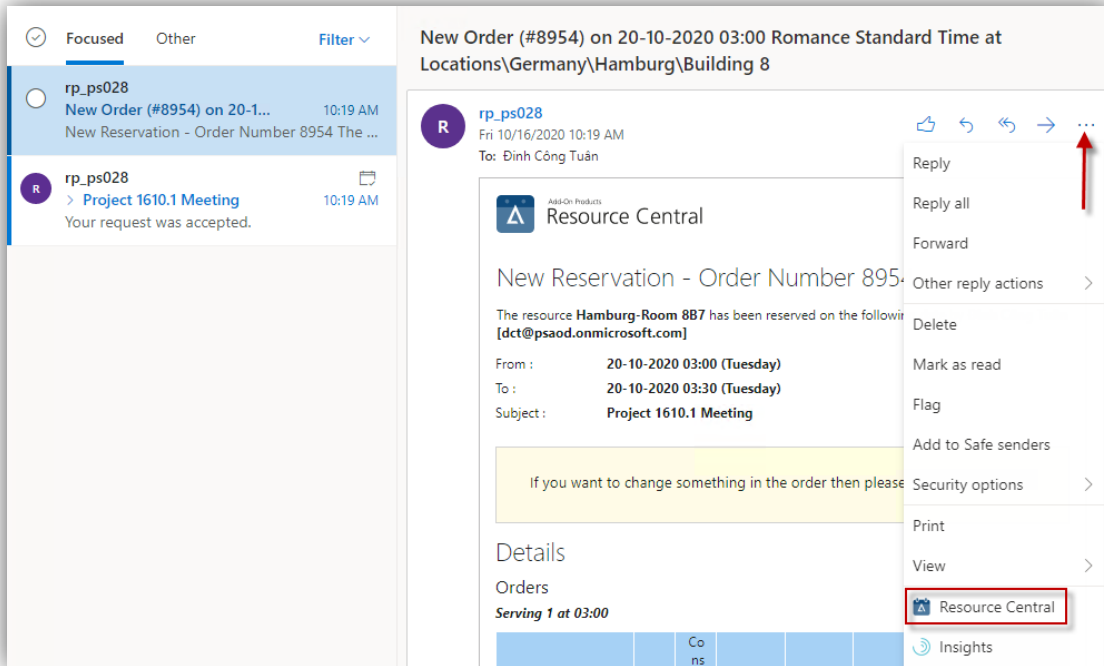 Focused Other Filter
rp_ps028
New Order (#8954) on 20-1... 10:19 AM
New Reservation - Order Number 8954 The ...
R
rp_ps028
> Project 1610.1 Meeting 10:19 AM
Your request was accepted.
New Order (#8954) on 20-10-2020 03:00 Romance Standard Time at
Locations\Germany\Hamburg\Building 8
R
rp_ps028
Fri 10/16/2020 10:19 AM
To: Đinh Công Tuân
Add-On Products
Resource Central
New Reservation - Order Number 895
The resource Hamburg-Room 8B7 has been reserved on the
[dct@psaod.onmicrosoft.com]
From : 20-10-2020 03:00 (Tuesday)
To : 20-10-2020 03:30 (Tuesday)
Subject : Project 1610.1 Meeting
If you want to change something in the order then please
Details
Orders
Serving 1 at 03:00
Co
ns
Reply
Reply all
Forward
Other reply actions
Delete
Mark as read
Flag
Add to Safe senders
Security options
Print
View
Resource Central
Insights